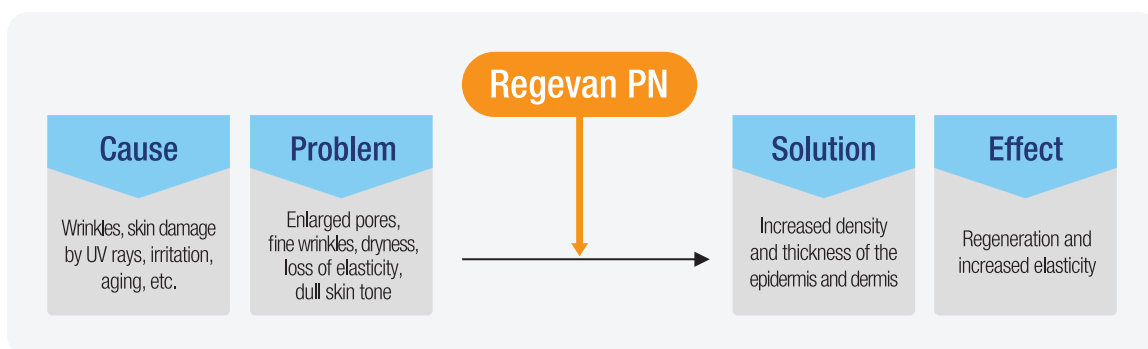 Regevan PN
Cause
Wrinkles, skin damage
by UV rays, irritation,
aging, etc.
Problem
Enlarged pores,
fine wrinkles, dryness,
loss of elasticity,
dull skin tone
Solution
Increased density
and thickness of the
epidermis and dermis
Effect
Regeneration and
increased elasticity